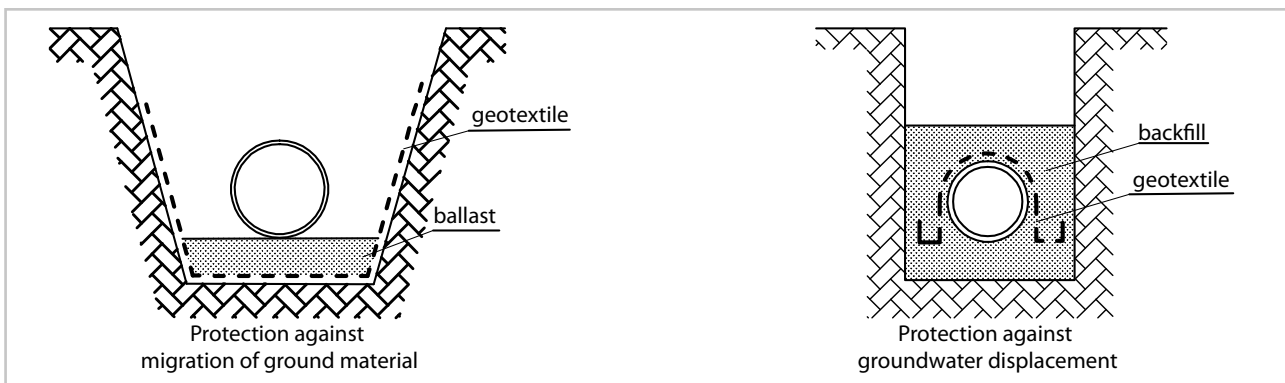 geotextile
ballast
Protection against
migration of ground material
backfill
geotextile
Protection against
groundwater displacement